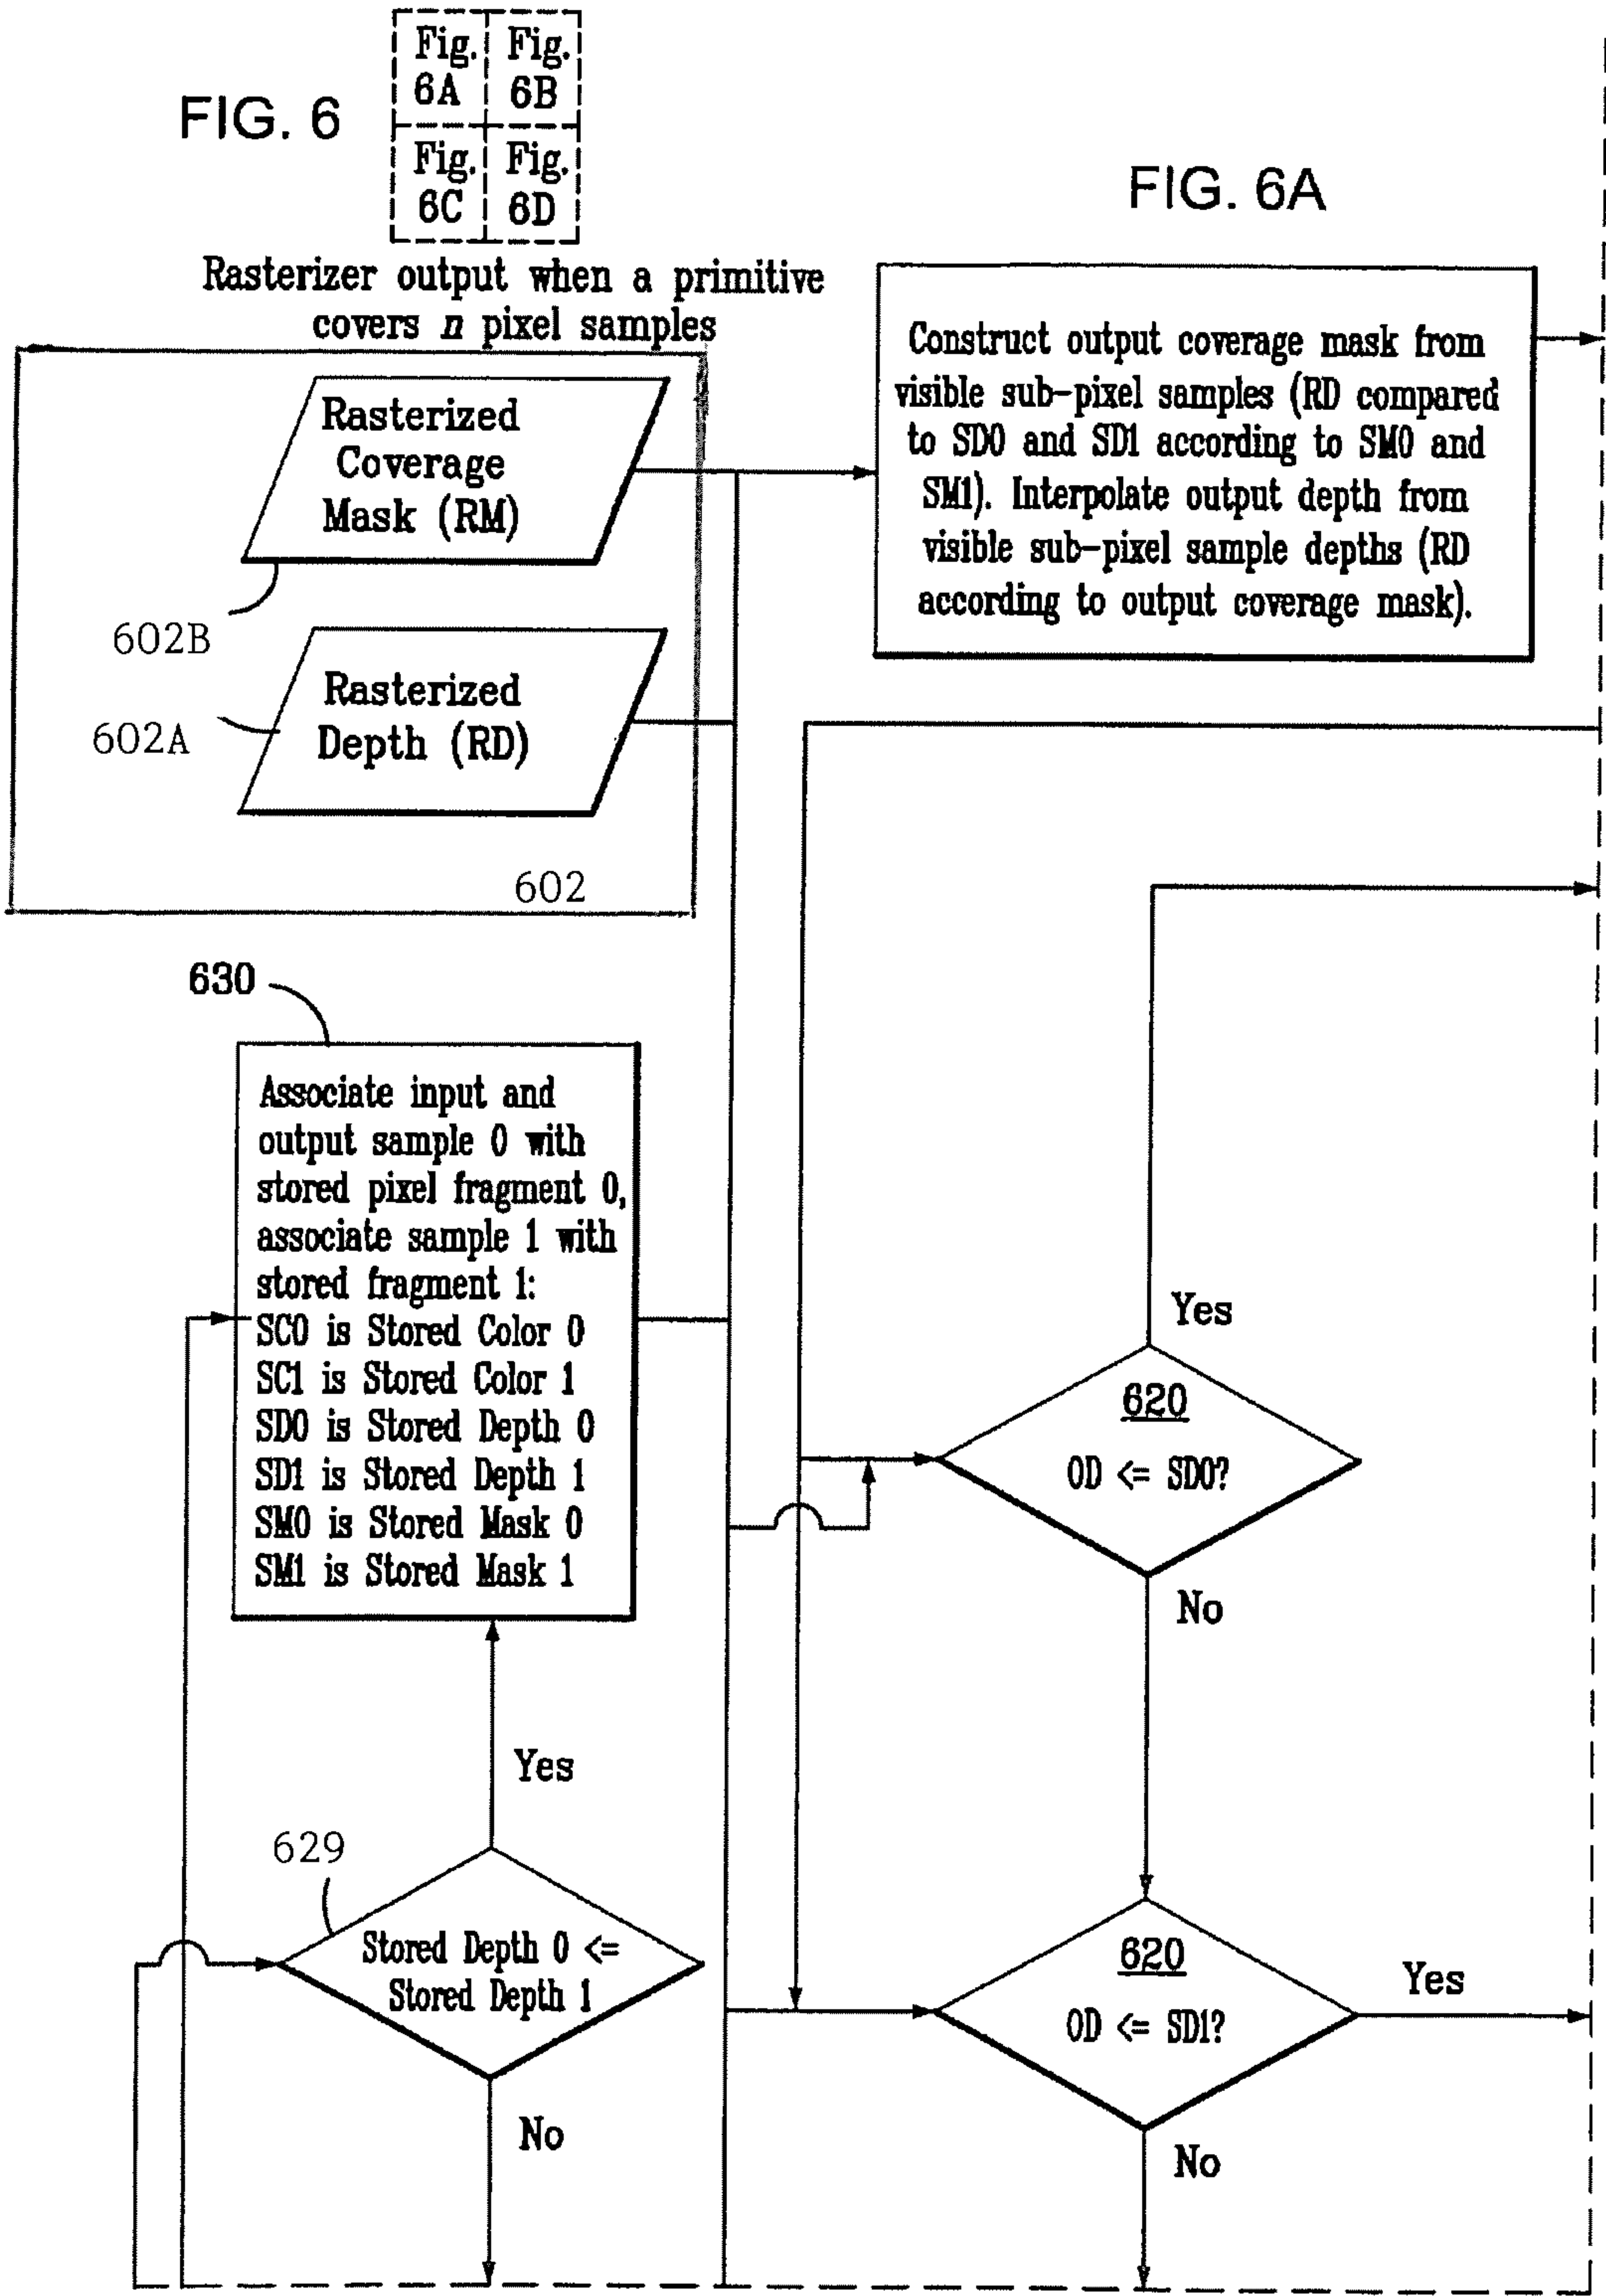 FIG. 6
Fig. 6A
Fig. 6B
Fig. 6C
Fig. 6D
FIG. 6A
Rasterizer output when a primitive
covers n pixel samples
Rasterized
Coverage
Mask (RM)
602B
Rasterized
Depth (RD)
602A
602
Construct output coverage mask from
visible sub-pixel samples (RD compared
to SD0 and SD1 according to SM0 and
SM1). Interpolate output depth from
visible sub-pixel sample depths (RD
according to output coverage mask).
630
Associate input and
output sample 0 with
stored pixel fragment 0,
associate sample 1 with
stored fragment 1:
SC0 is Stored Color 0
SC1 is Stored Color 1
SD0 is Stored Depth 0
SD1 is Stored Depth 1
SM0 is Stored Mask 0
SM1 is Stored Mask 1
Yes
629
Stored Depth 0 <=
Stored Depth 1
No
Yes
620
OD <= SD0?
No
620
OD <= SD1?
Yes
No